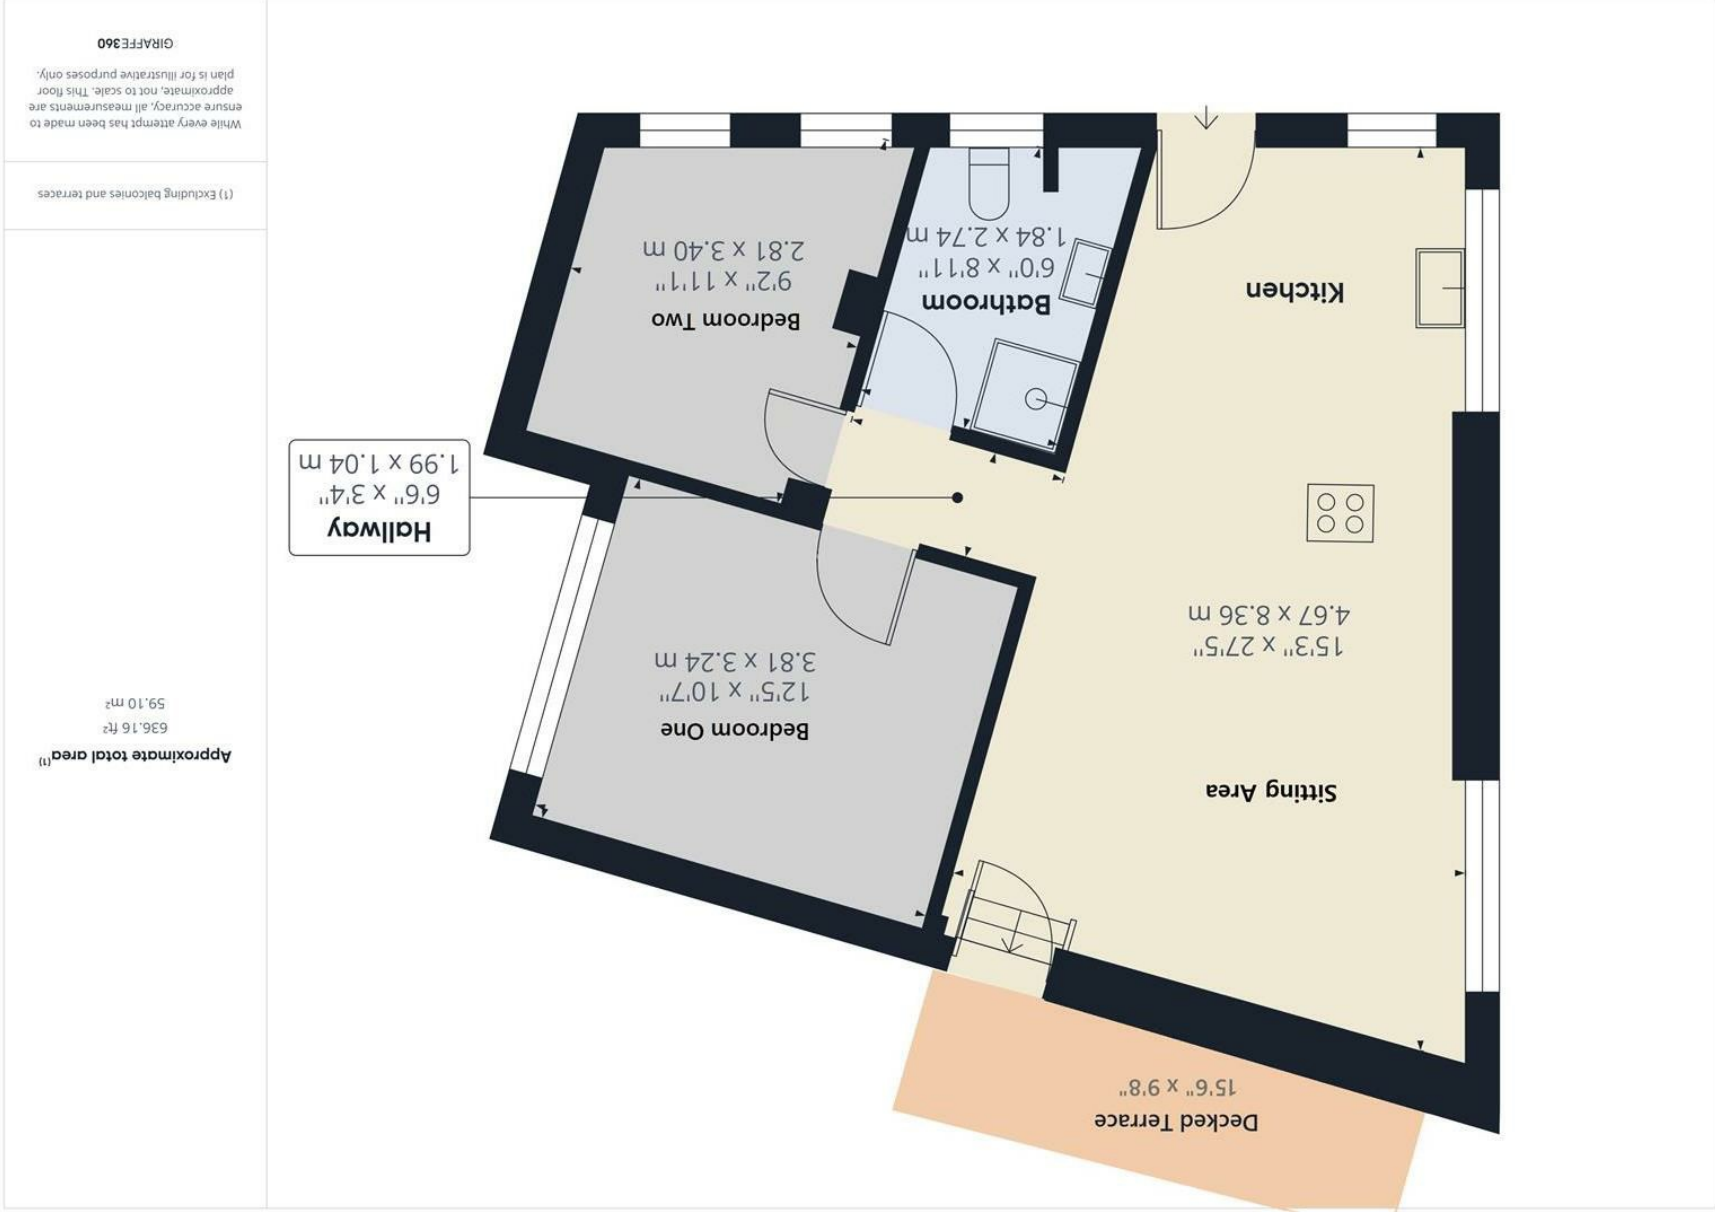 Decked Terrace
15'6" x 9'8"
Sitting Area
15'3" x 27'5"
4.67 x 8.36 m
Bedroom One
12'5" x 10'7"
3.81 x 3.24 m
Hallway
6'6" x 3'4"
1.99 x 1.04 m
Kitchen
Bathroom
6'0" x 8'11"
1.84 x 2.74 m
Bedroom Two
9'2" x 11'1"
2.81 x 3.40 m
Approximate total area(1)
636.16 ft²
59.10 m²
(1) Excluding balconies and terraces
While every attempt has been made to
ensure accuracy, all measurements are
approximate, not to scale. This floor
plan is for illustrative purposes only.
GIRAFFE360